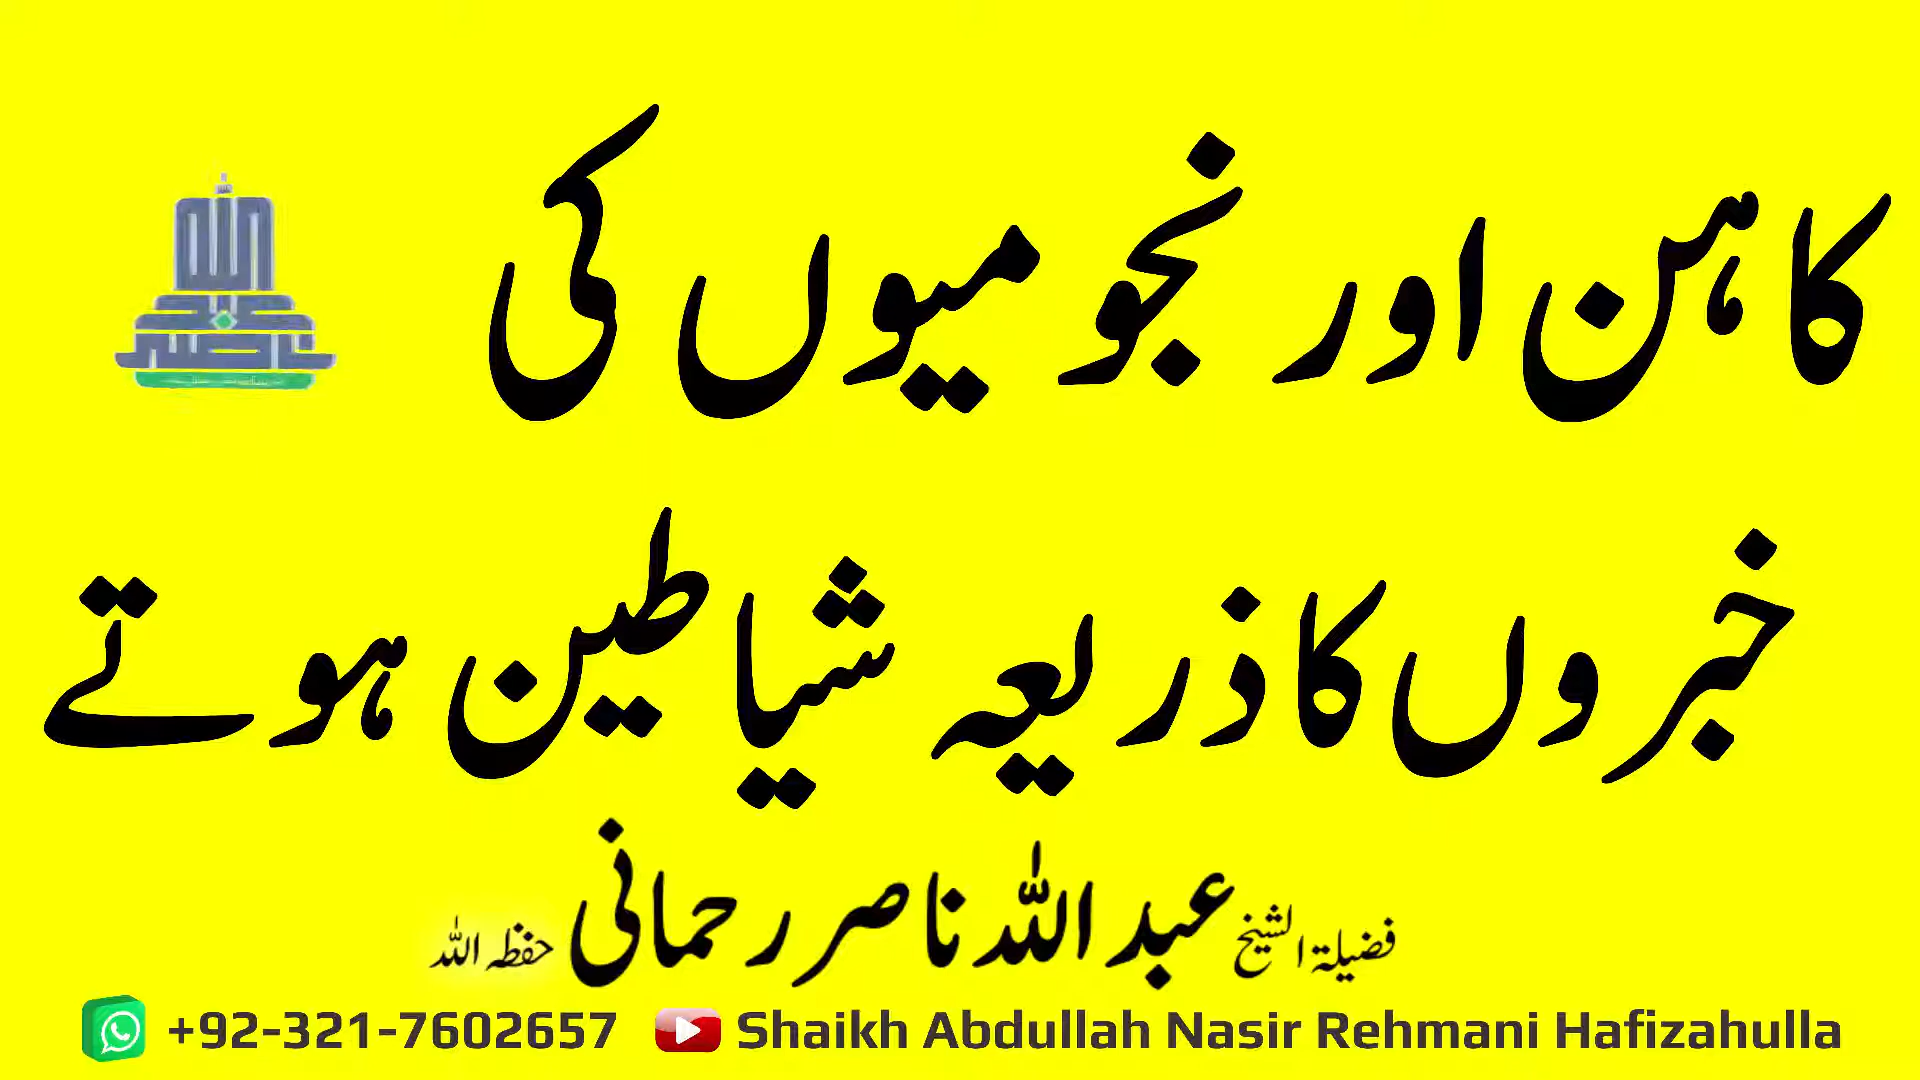 کاہن اور نجومیوں کی
خبروں کا ذریعہ شیاطین ہوتے
فضیلۃ الشیخ عبداللہ ناصر رحمانی حفظہ اللہ
+92-321-7602657 Shaikh Abdullah Nasir Rehmani Hafizahulla